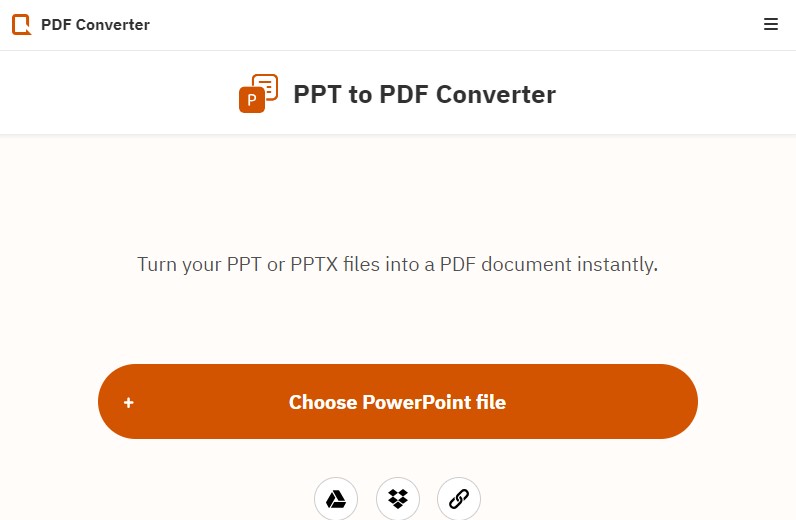 PDF Converter
P
PPT to PDF Converter
Turn your PPT or PPTX files into a PDF document instantly.
+ Choose PowerPoint file